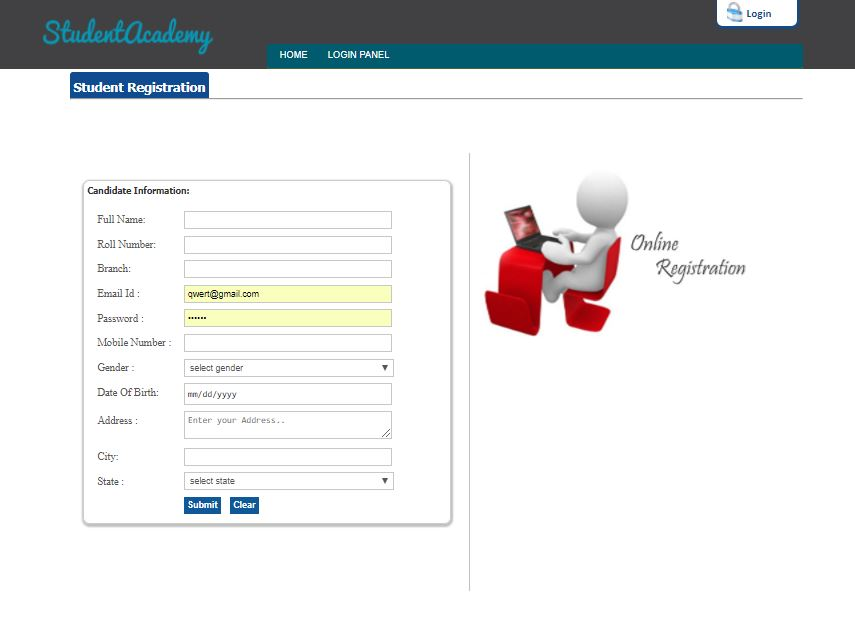 Login
StudentAcademy
HOME LOGIN PANEL
Student Registration
Candidate Information:
Full Name:
Roll Number:
Branch:
Email Id : qwert@gmail.com
Password : ••••••
Mobile Number :
Gender : select gender
Date Of Birth: mm/dd/yyyy
Address : Enter your Address..
City:
State : select state
Submit Clear
Online
Registration